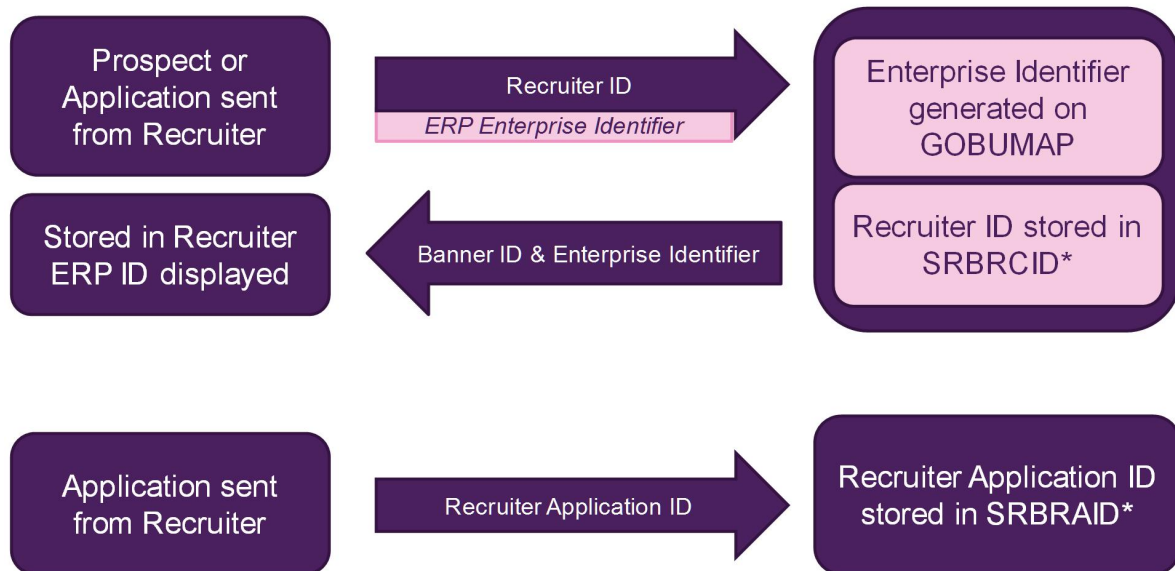 Prospect or
Application sent
from Recruiter
Recruiter ID
ERP Enterprise Identifier
Enterprise Identifier
generated on
GOBUMAP
Stored in Recruiter
ERP ID displayed
Banner ID & Enterprise Identifier
Recruiter ID stored in
SRBRCID*
Application sent
from Recruiter
Recruiter Application ID
Recruiter Application ID
stored in SRBRAID*